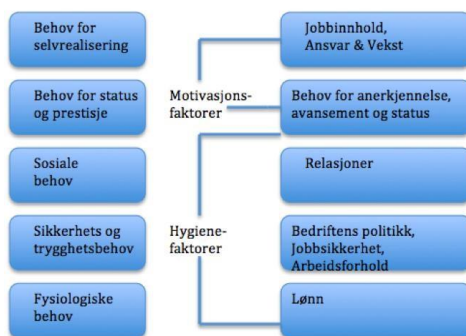 Behov for
selvrealisering
Behov for status
og prestisje
Sosiale
behov
Sikkerhets og
trygghetsbehov
Fysiologiske
behov
Motivasjons-
faktorer
Hygiene-
faktorer
Jobbinnhold,
Ansvar & Vekst
Behov for anerkjennelse,
avansement og status
Relasjoner
Bedriftens politikk,
Jobbsikkerhet,
Arbeidsforhold
Lønn